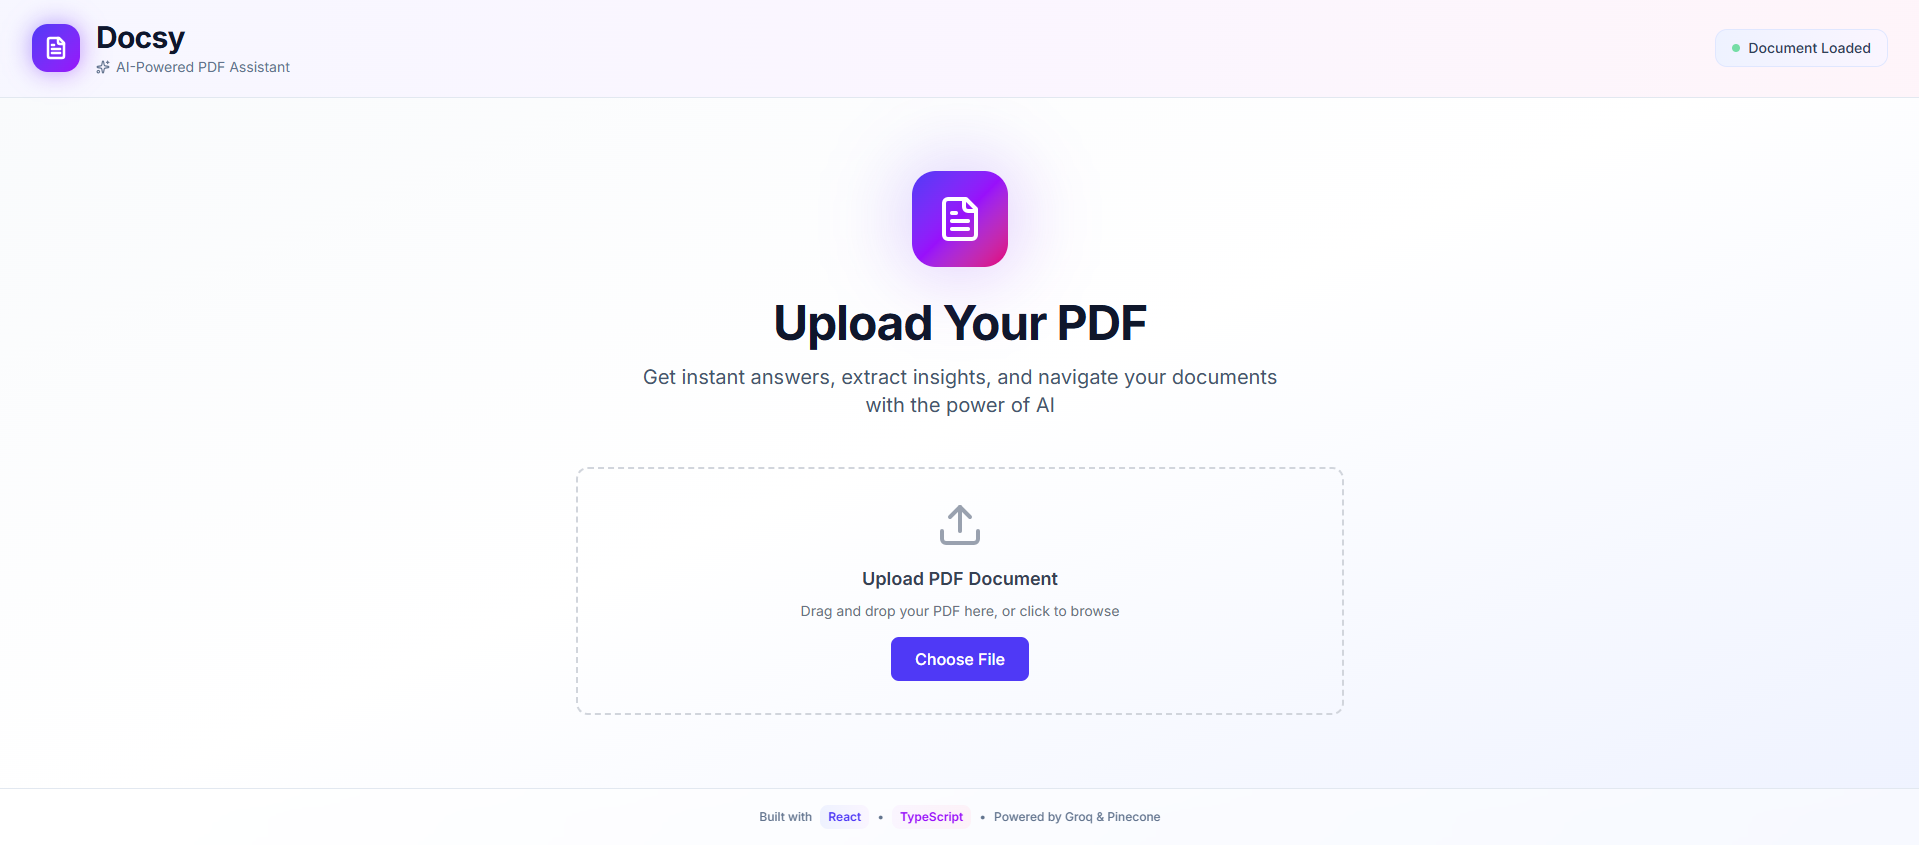 Docsy
AI-Powered PDF Assistant
Document Loaded
Upload Your PDF
Get instant answers, extract insights, and navigate your documents
with the power of AI
Upload PDF Document
Drag and drop your PDF here, or click to browse
Choose File
Built with React • TypeScript • Powered by Groq & Pinecone